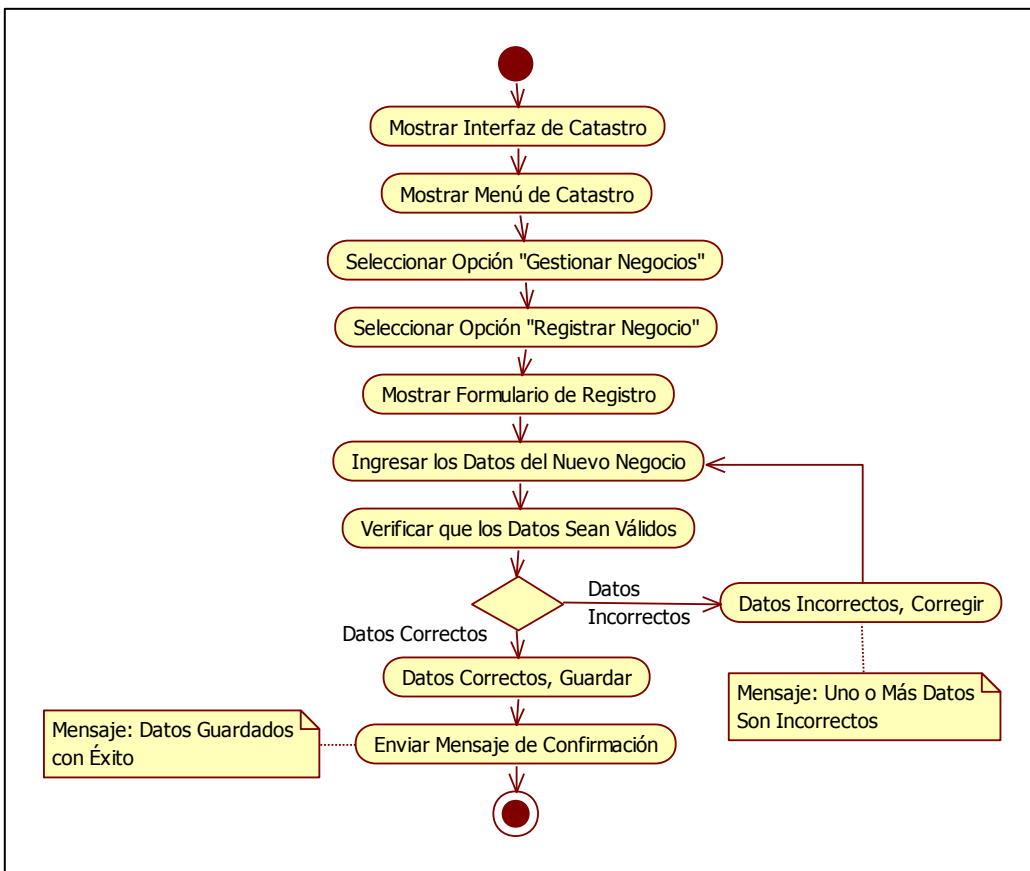 Mostrar Interfaz de Catastro
Mostrar Menú de Catastro
Seleccionar Opción "Gestionar Negocios"
Seleccionar Opción "Registrar Negocio"
Mostrar Formulario de Registro
Ingresar los Datos del Nuevo Negocio
Verificar que los Datos Sean Válidos
Datos
Incorrectos
Datos Incorrectos, Corregir
Mensaje: Uno o Más Datos
Son Incorrectos
Datos Correctos
Datos Correctos, Guardar
Enviar Mensaje de Confirmación
Mensaje: Datos Guardados
con Éxito